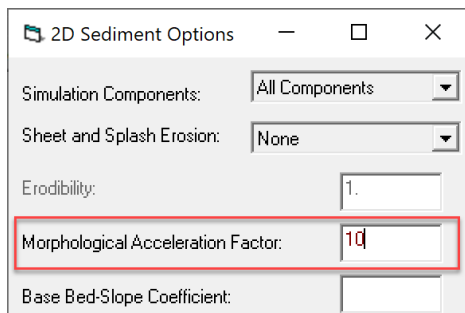 2D Sediment Options
Simulation Components: All Components
Sheet and Splash Erosion: None
Erodibility: 1.
Morphological Acceleration Factor: 10
Base Bed-Slope Coefficient: